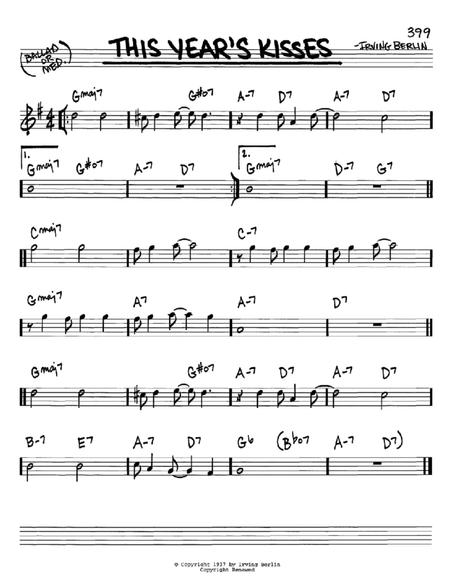 399
(BALLAD OR MED.)
THIS YEAR'S KISSES
-IRVING BERLIN
Gmaj7 G#o7 A-7 D7 A-7 D7
1. 2.
Gmaj7 G#o7 A-7 D7 Gmaj7 D-7 G7
Cmaj7 C-7
Gmaj7 A7 A-7 D7
Gmaj7 G#o7 A-7 D7 A-7 D7
B-7 E7 A-7 D7 G6 (Bbo7 A-7 D7)
© Copyright 1937 by Irving Berlin
Copyright Renewed